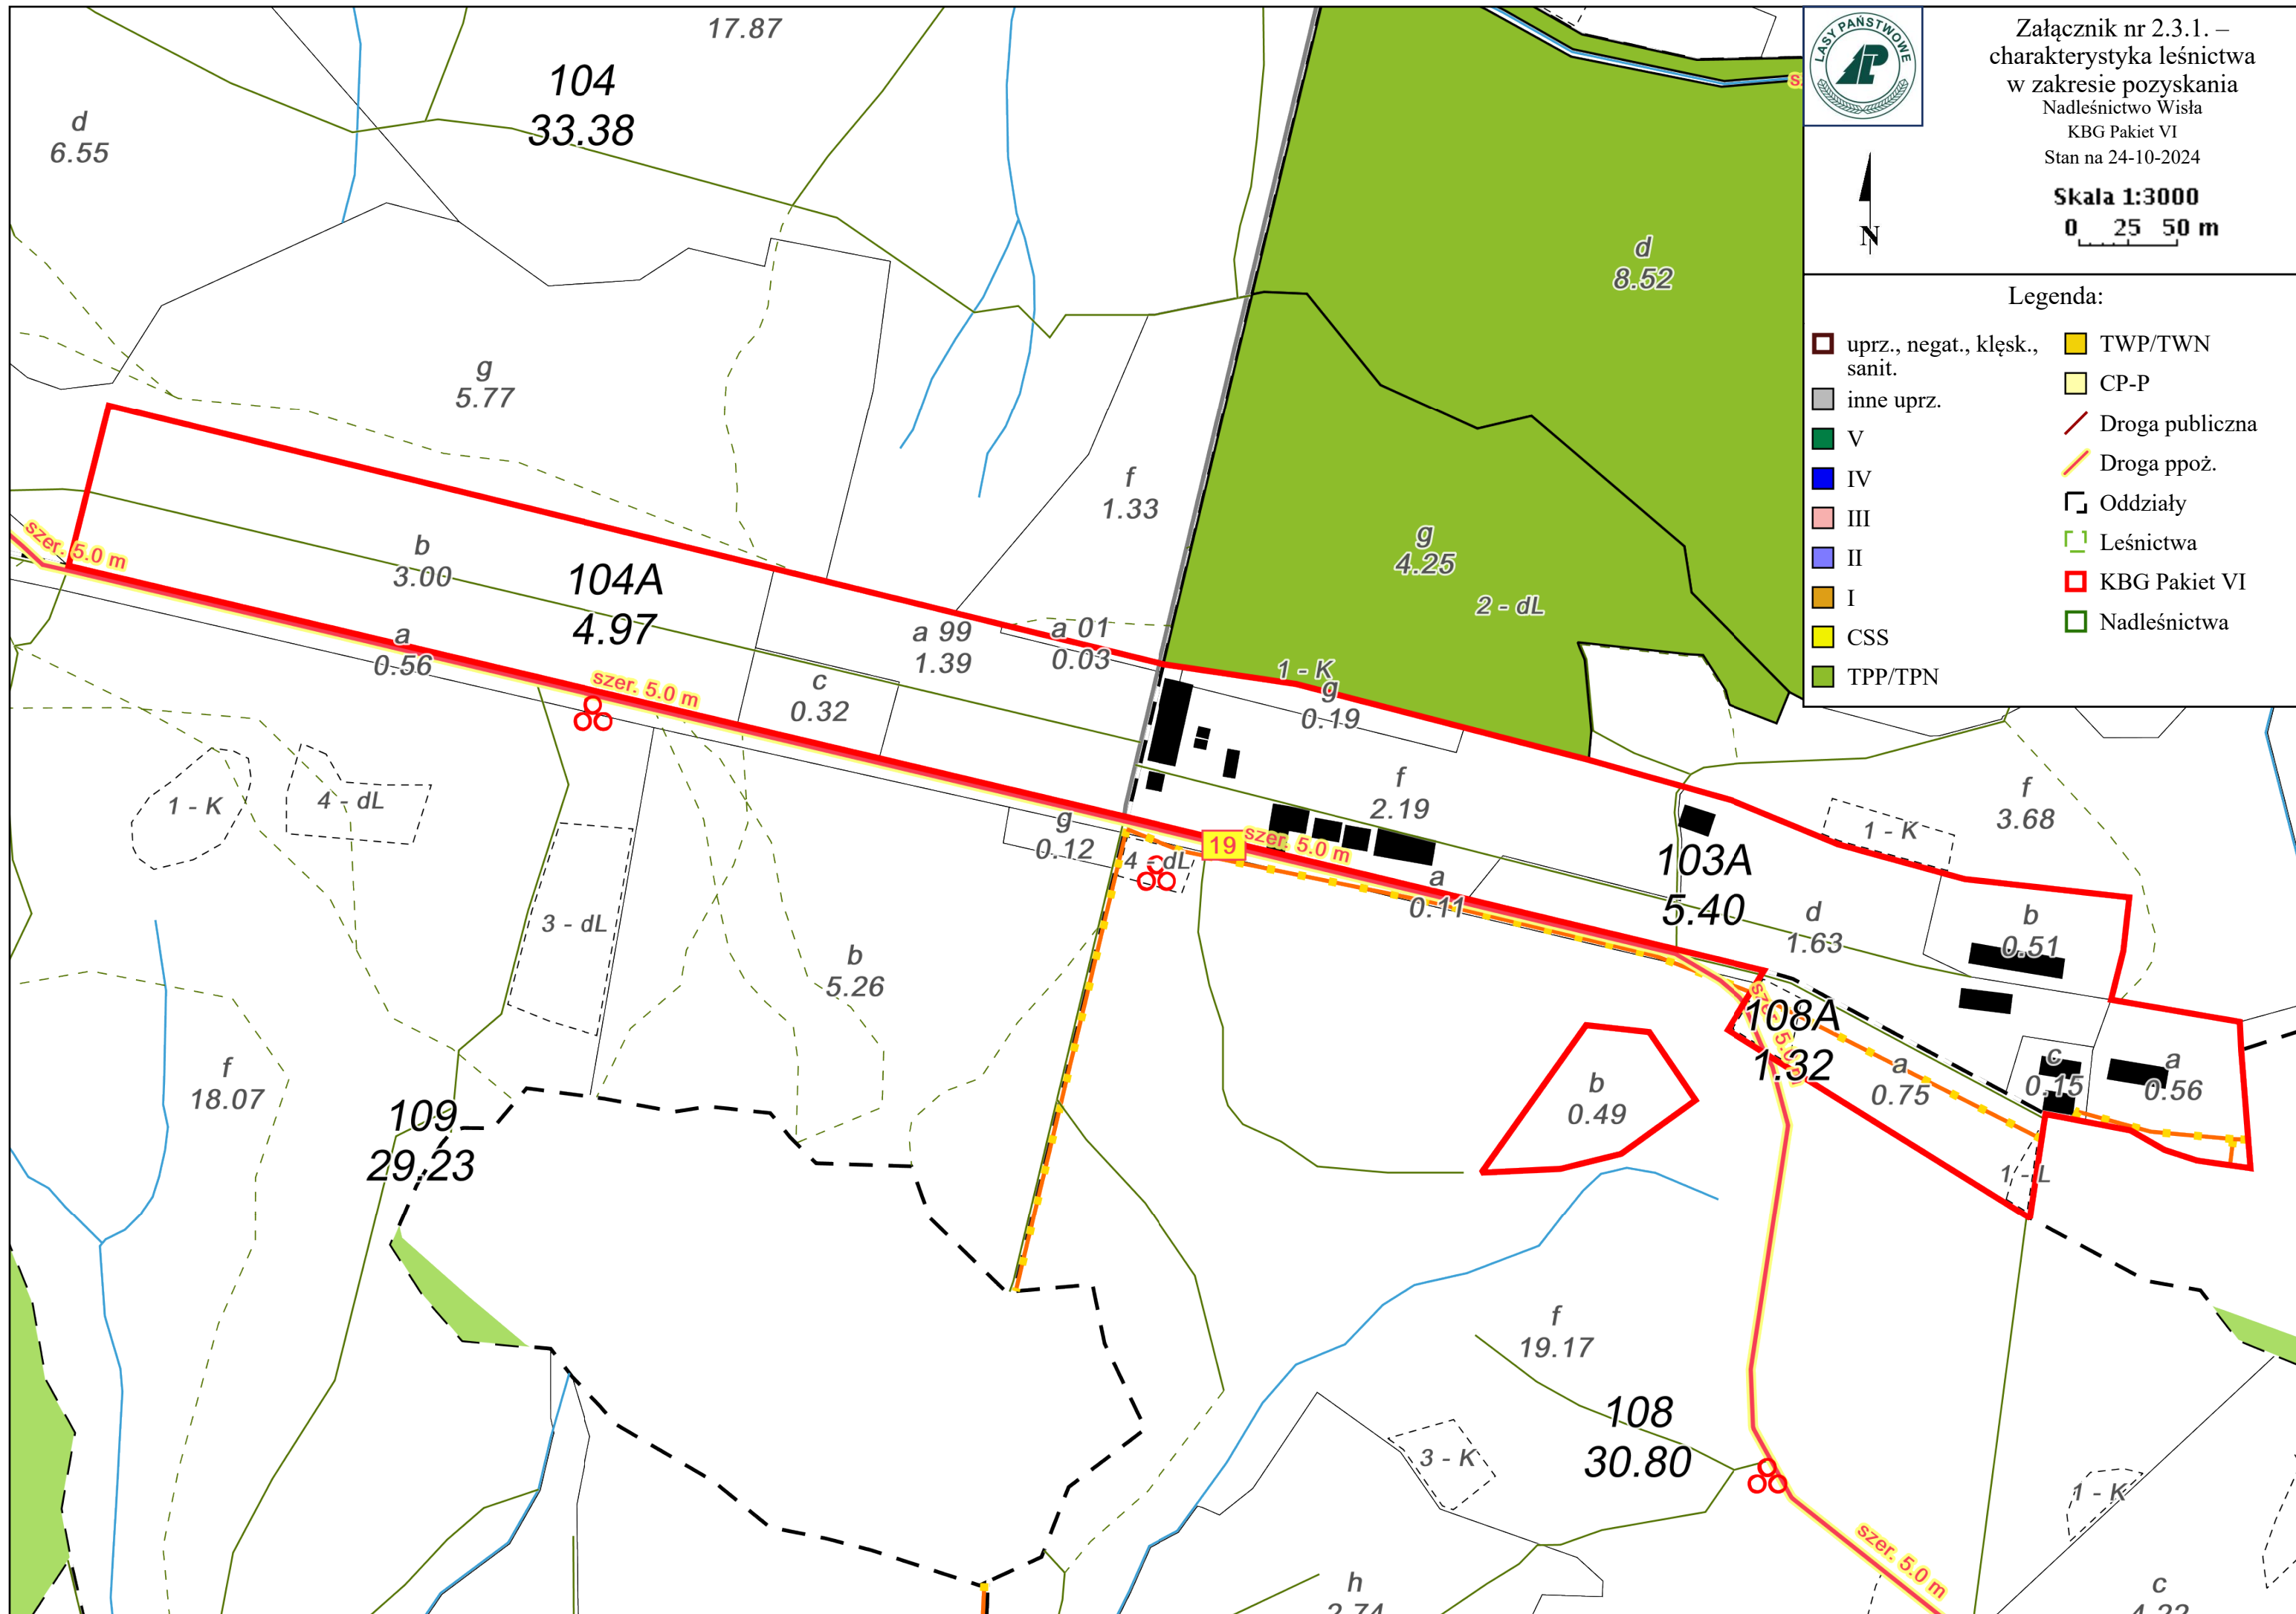 17.87
104
33.38
d
6.55
g
5.77
f
1.33
d
8.52
g
4.25
2 - dL
szer. 5.0 m
b
3.00
104A
4.97
a
0.56
szer. 5.0 m
c
0.32
a 99
1.39
a 01
0.03
1 - K
g
0.19
f
2.19
1 - K
4 - dL
3 - dL
g
0.12
4 - dL
19
szer. 5.0 m
a
0.11
103A
5.40
1 - K
f
3.68
d
1.63
b
0.51
b
5.26
108A
1.32
a
0.75
c
0.15
a
0.56
b
0.49
1 - L
f
18.07
109
29.23
f
19.17
108
30.80
3 - K
1 - K
szer. 5.0 m
h
2.74
c
4.22
LASY PAŃSTWOWE
Załącznik nr 2.3.1. –
charakterystyka leśnictwa
w zakresie pozyskania
Nadleśnictwo Wisła
KBG Pakiet VI
Stan na 24-10-2024
N
Skala 1:3000
0 25 50 m
Legenda:
uprz., negat., klęsk.,
sanit.
inne uprz.
V
IV
III
II
I
CSS
TPP/TPN
TWP/TWN
CP-P
Droga publiczna
Droga ppoż.
Oddziały
Leśnictwa
KBG Pakiet VI
Nadleśnictwa